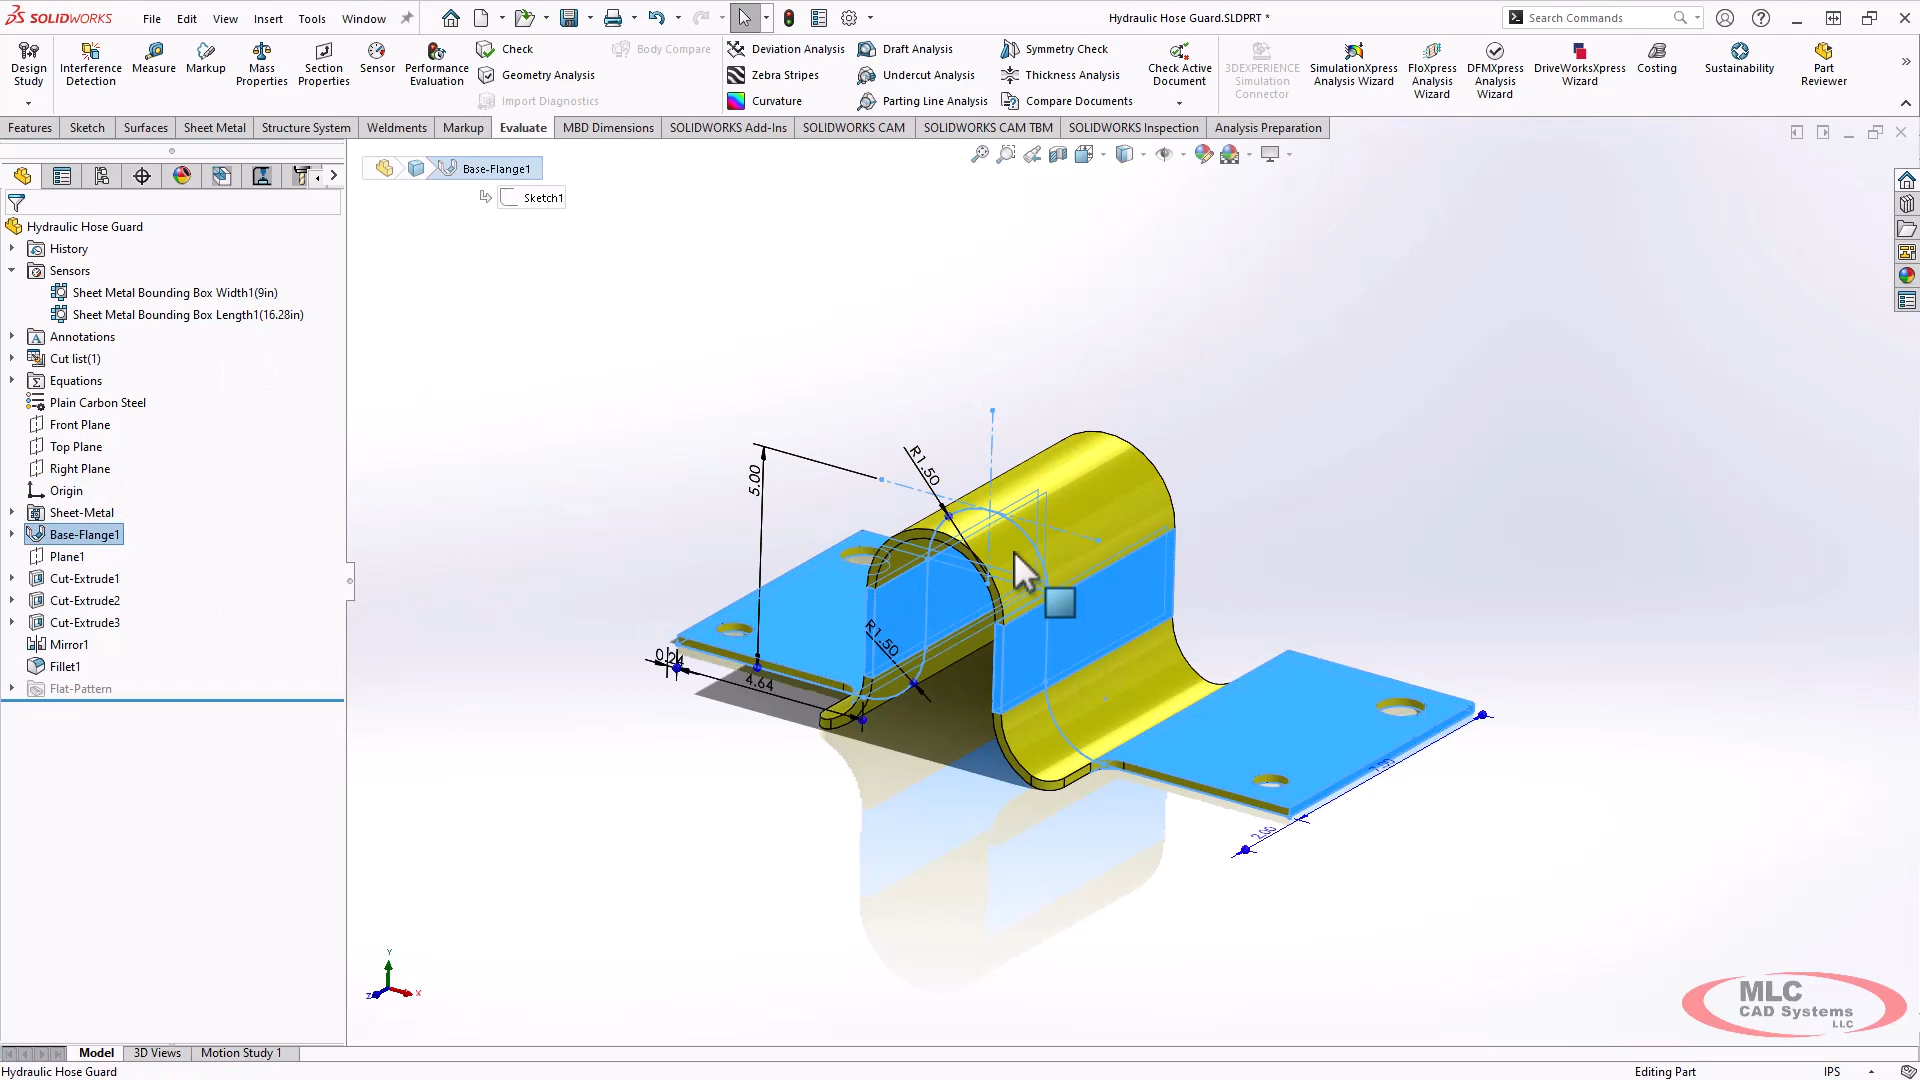 SOLIDWORKS File Edit View Insert Tools Window Hydraulic Hose Guard.SLDPRT * Search Commands
Design Study
Interference Detection
Measure
Markup
Mass Properties
Section Properties
Sensor
Performance Evaluation
Check
Geometry Analysis
Import Diagnostics
Body Compare
Deviation Analysis
Zebra Stripes
Curvature
Draft Analysis
Undercut Analysis
Parting Line Analysis
Symmetry Check
Thickness Analysis
Compare Documents
Check Active Document
3DEXPERIENCE Simulation Connector
SimulationXpress Analysis Wizard
FloXpress Analysis Wizard
DFMXpress Analysis Wizard
DriveWorksXpress Wizard
Costing
Sustainability
Part Reviewer
Features Sketch Surfaces Sheet Metal Structure System Weldments Markup Evaluate MBD Dimensions SOLIDWORKS Add-Ins SOLIDWORKS CAM SOLIDWORKS CAM TBM SOLIDWORKS Inspection Analysis Preparation
Base-Flange1
Sketch1
Hydraulic Hose Guard
History
Sensors
Sheet Metal Bounding Box Width1(9in)
Sheet Metal Bounding Box Length1(16.28in)
Annotations
Cut list(1)
Equations
Plain Carbon Steel
Front Plane
Top Plane
Right Plane
Origin
Sheet-Metal
Base-Flange1
Plane1
Cut-Extrude1
Cut-Extrude2
Cut-Extrude3
Mirror1
Fillet1
Flat-Pattern
5.00
R1.50
R1.50
0.24
4.64
2.00
Y
Z
X
MLC
CAD Systems
LLC
Model 3D Views Motion Study 1
Hydraulic Hose Guard Editing Part IPS